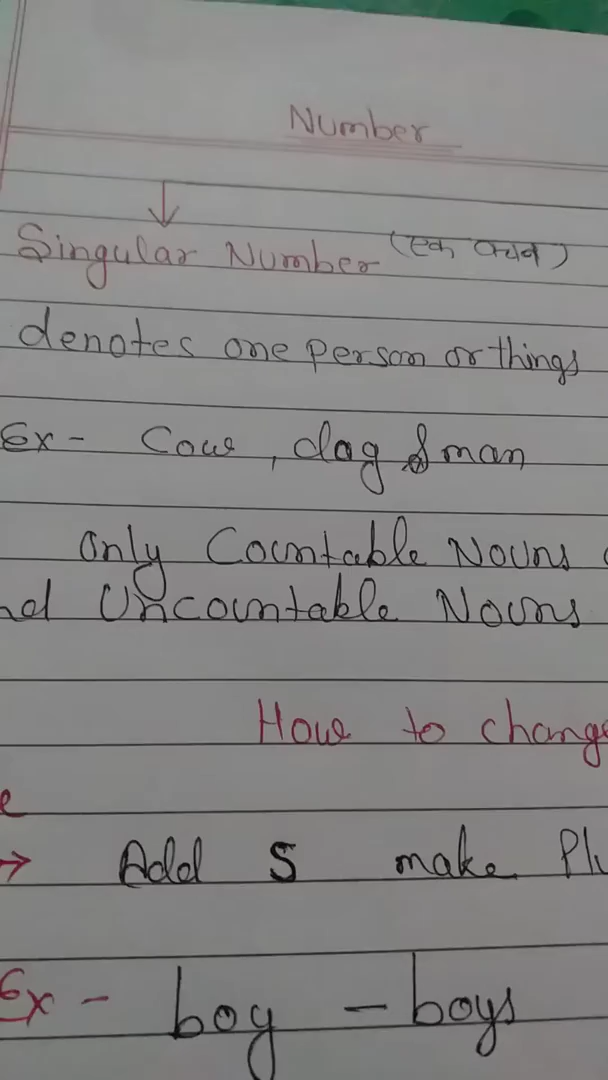 Number
Singular Number (एक वचन)
denotes one person or things
Ex - Cow, dog & man
Only Countable Nouns
Uncountable Nouns
How to change
→ Add s make Plu
Ex - boy - boys